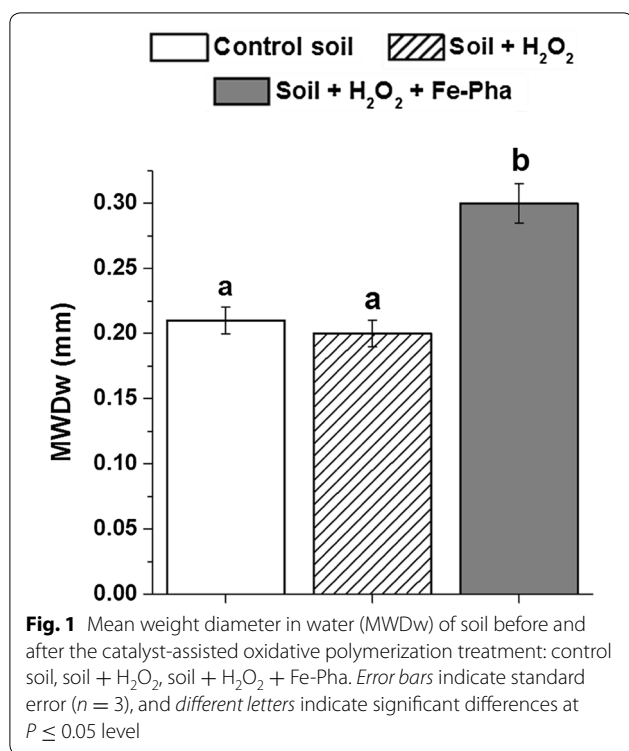 Control soil Soil + H₂O₂
Soil + H₂O₂ + Fe-Pha
MWDw (mm)
0.30
0.25
0.20
0.15
0.10
0.05
0.00
a
a
b
Fig. 1 Mean weight diameter in water (MWDw) of soil before and
after the catalyst-assisted oxidative polymerization treatment: control
soil, soil + H₂O₂, soil + H₂O₂ + Fe-Pha. Error bars indicate standard
error (n = 3), and different letters indicate significant differences at
P ≤ 0.05 level